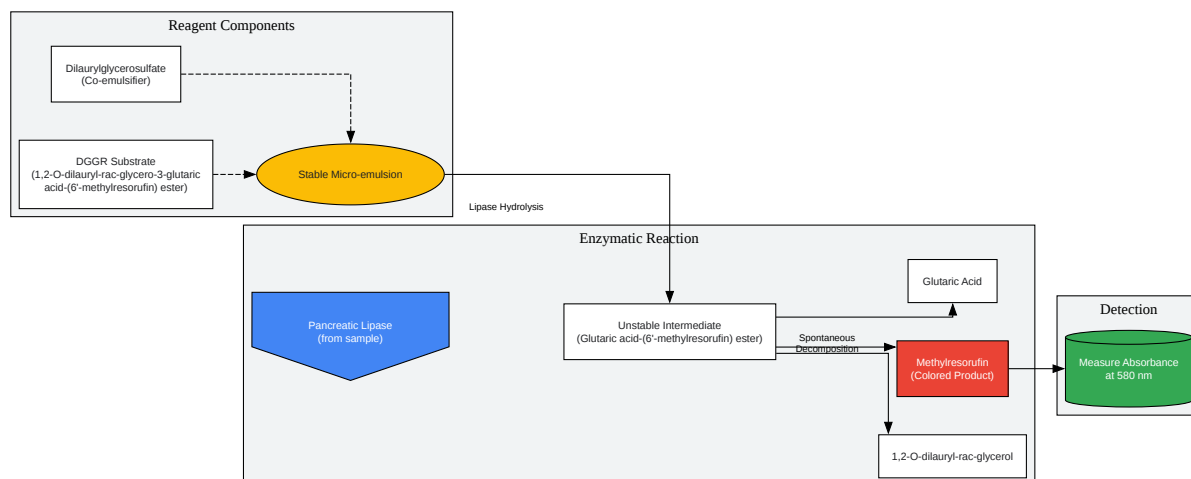 Reagent Components
Dilaurylglycerosulfate
(Co-emulsifier)
DGGR Substrate
(1,2-O-dilauryl-rac-glycero-3-glutaric
acid-(6'-methylresorufin) ester)
Stable Micro-emulsion
Lipase Hydrolysis
Enzymatic Reaction
Pancreatic Lipase
(from sample)
Unstable Intermediate
(Glutaric acid-(6'-methylresorufin) ester)
Spontaneous
Decomposition
Glutaric Acid
Methylresorufin
(Colored Product)
1,2-O-dilauryl-rac-glycerol
Detection
Measure Absorbance
at 580 nm